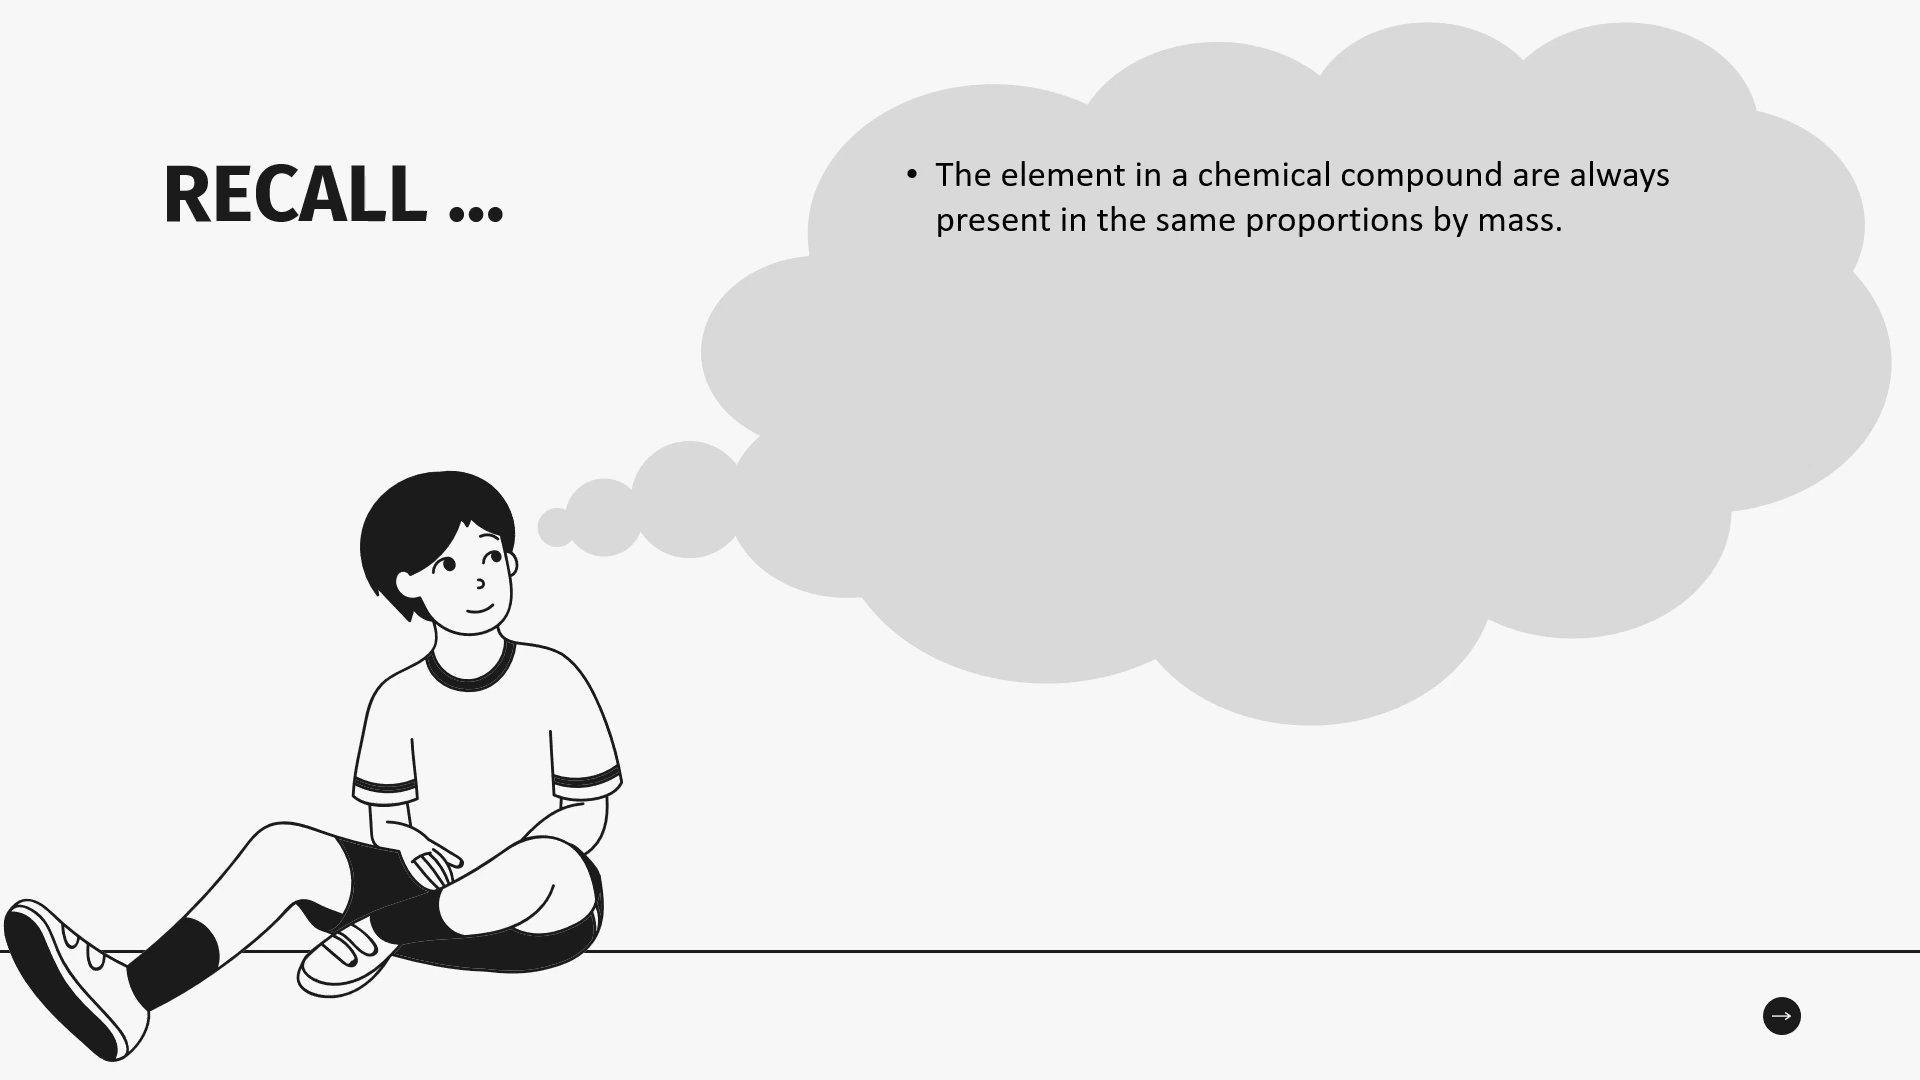 RECALL ...
• The element in a chemical compound are always
present in the same proportions by mass.